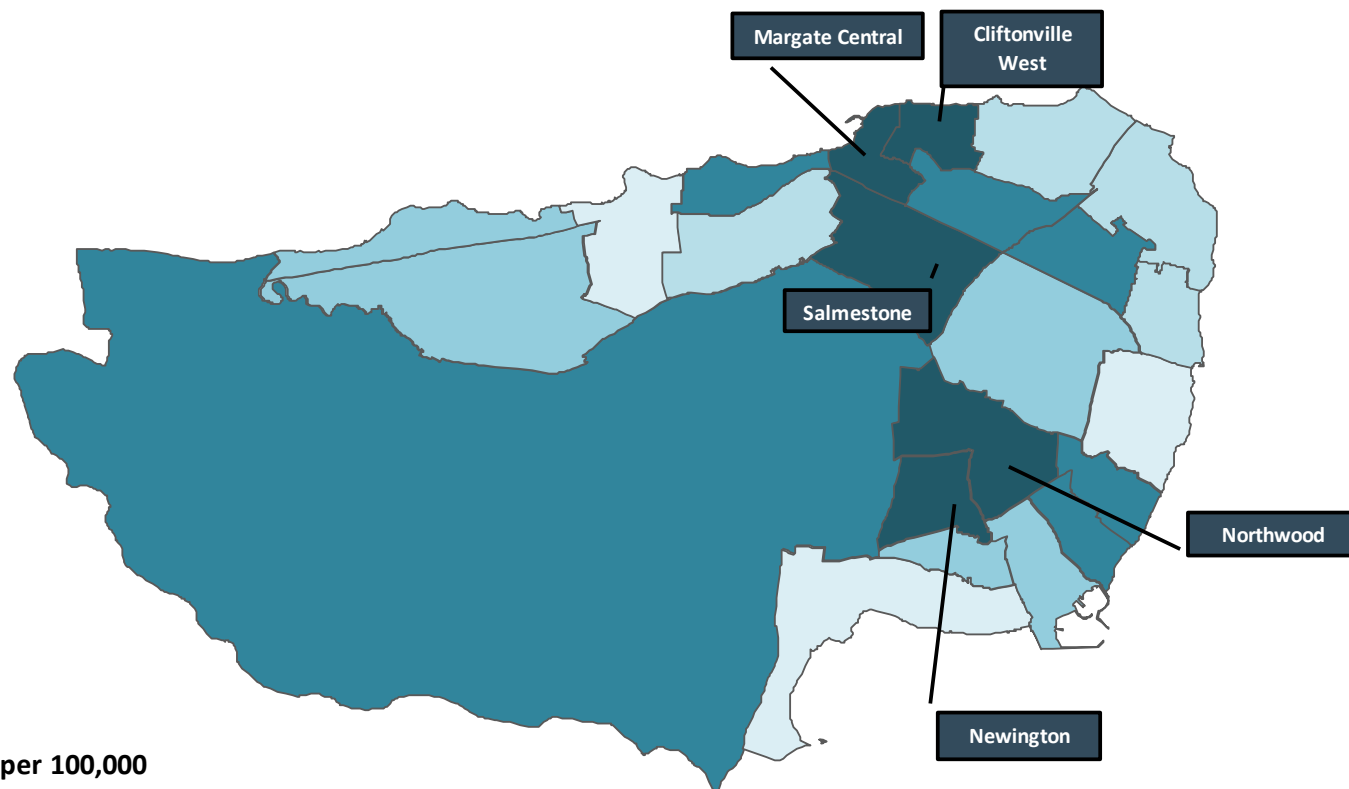 Margate Central
Cliftonville
West
Salmestone
Northwood
Newington
per 100,000